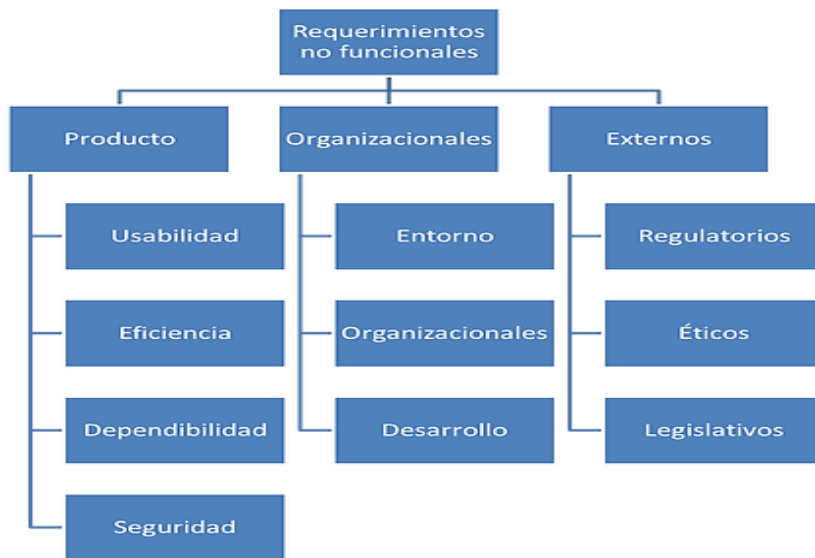 Requerimientos
no funcionales
Producto
Organizacionales
Externos
Usabilidad
Entorno
Regulatorios
Eficiencia
Organizacionales
Éticos
Dependibilidad
Desarrollo
Legislativos
Seguridad